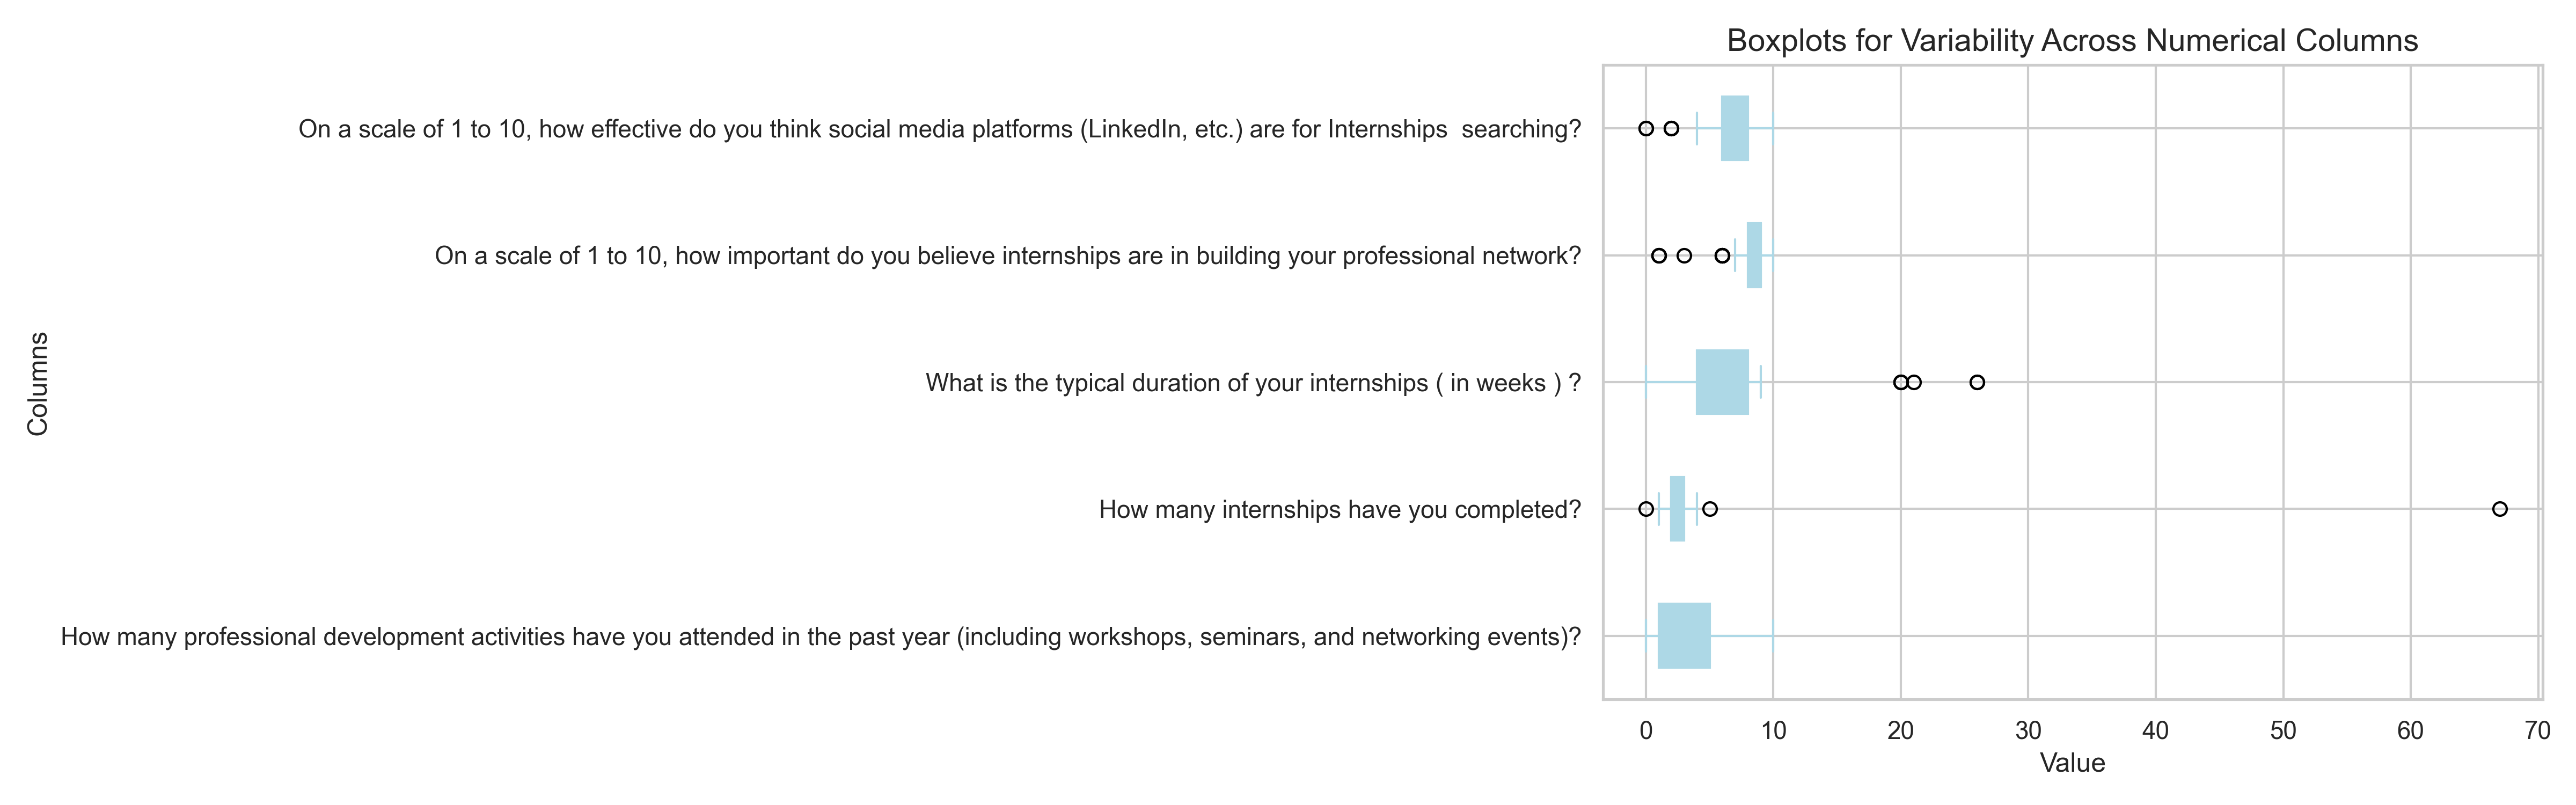 Boxplots for Variability Across Numerical Columns
On a scale of 1 to 10, how effective do you think social media platforms (LinkedIn, etc.) are for Internships  searching?
On a scale of 1 to 10, how important do you believe internships are in building your professional network?
What is the typical duration of your internships ( in weeks ) ?
How many internships have you completed?
How many professional development activities have you attended in the past year (including workshops, seminars, and networking events)?
Columns
0 10 20 30 40 50 60 70
Value